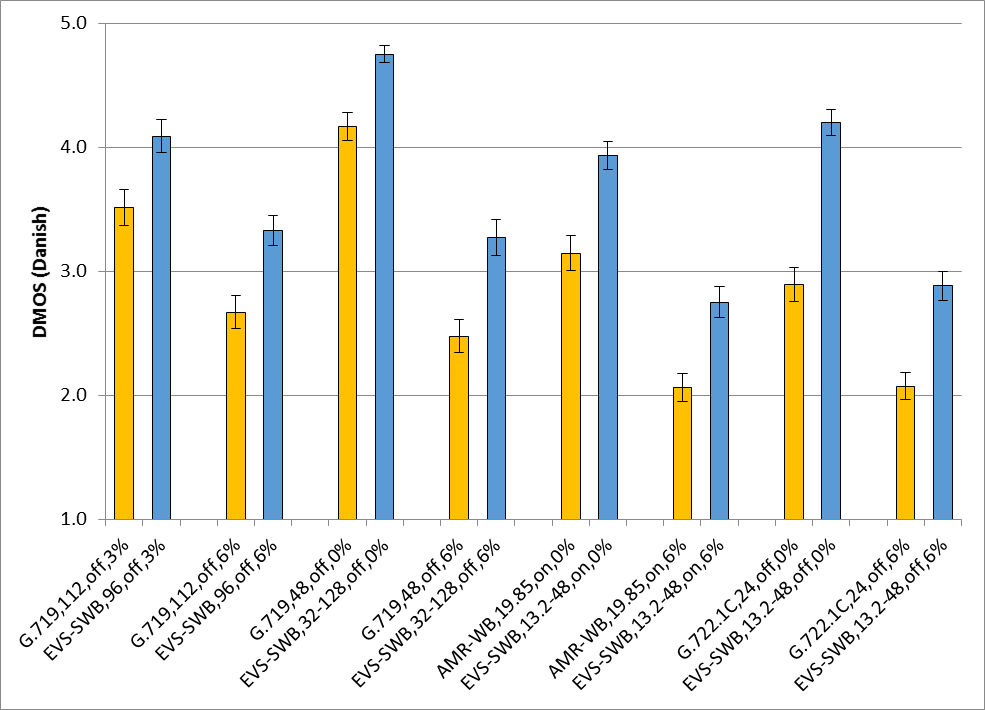 5.0
4.0
3.0
2.0
1.0
DMOS (Danish)
G.719,112,off,3%
EVS-SWB,96,off,3%
G.719,112,off,6%
EVS-SWB,96,off,6%
G.719,48,off,0%
EVS-SWB,32-128,off,0%
G.719,48,off,6%
EVS-SWB,32-128,off,6%
AMR-WB,19.85,on,0%
EVS-SWB,13.2-48,on,0%
AMR-WB,19.85,on,6%
EVS-SWB,13.2-48,on,6%
G.722.1C,24,off,0%
EVS-SWB,13.2-48,off,0%
G.722.1C,24,off,6%
EVS-SWB,13.2-48,off,6%